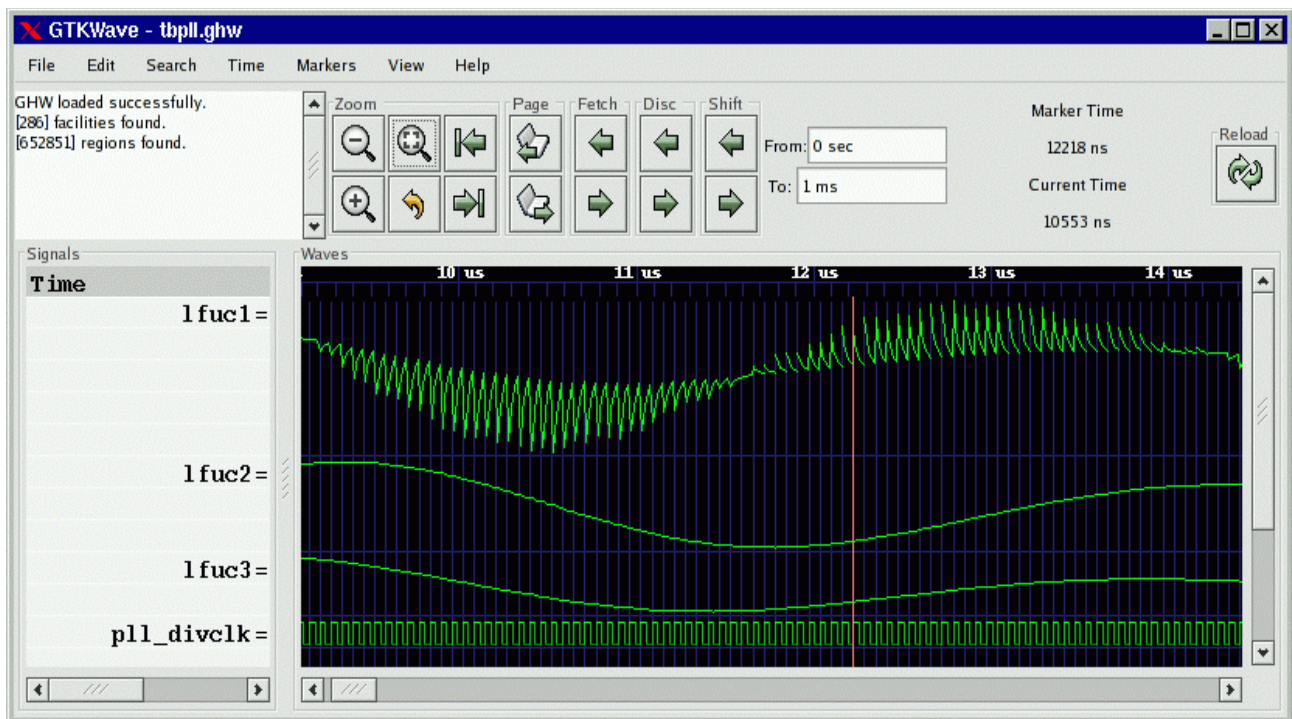 GTKWave - tbpll.ghw
File Edit Search Time Markers View Help
GHW loaded successfully.
[286] facilities found.
[652851] regions found.
Zoom
Page
Fetch
Disc
Shift
From: 0 sec
To: 1 ms
Marker Time
12218 ns
Current Time
10553 ns
Reload
Signals
Time
lfuc1=
lfuc2=
lfuc3=
pll_divclk=
Waves
10 us 11 us 12 us 13 us 14 us